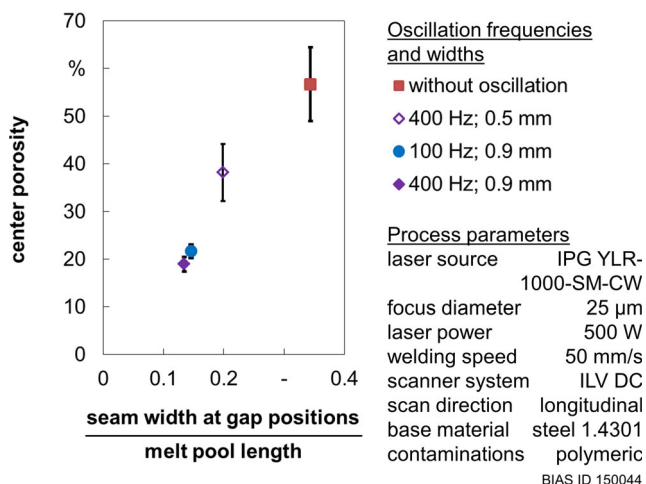 70
%
50
40
30
20
10
0
center porosity
0 0.1 0.2 - 0.4
seam width at gap positions
melt pool length
Oscillation frequencies
and widths
without oscillation
400 Hz; 0.5 mm
100 Hz; 0.9 mm
400 Hz; 0.9 mm
Process parameters
laser source IPG YLR-
1000-SM-CW
focus diameter 25 µm
laser power 500 W
welding speed 50 mm/s
scanner system ILV DC
scan direction longitudinal
base material steel 1.4301
contaminations polymeric
BIAS ID 150044